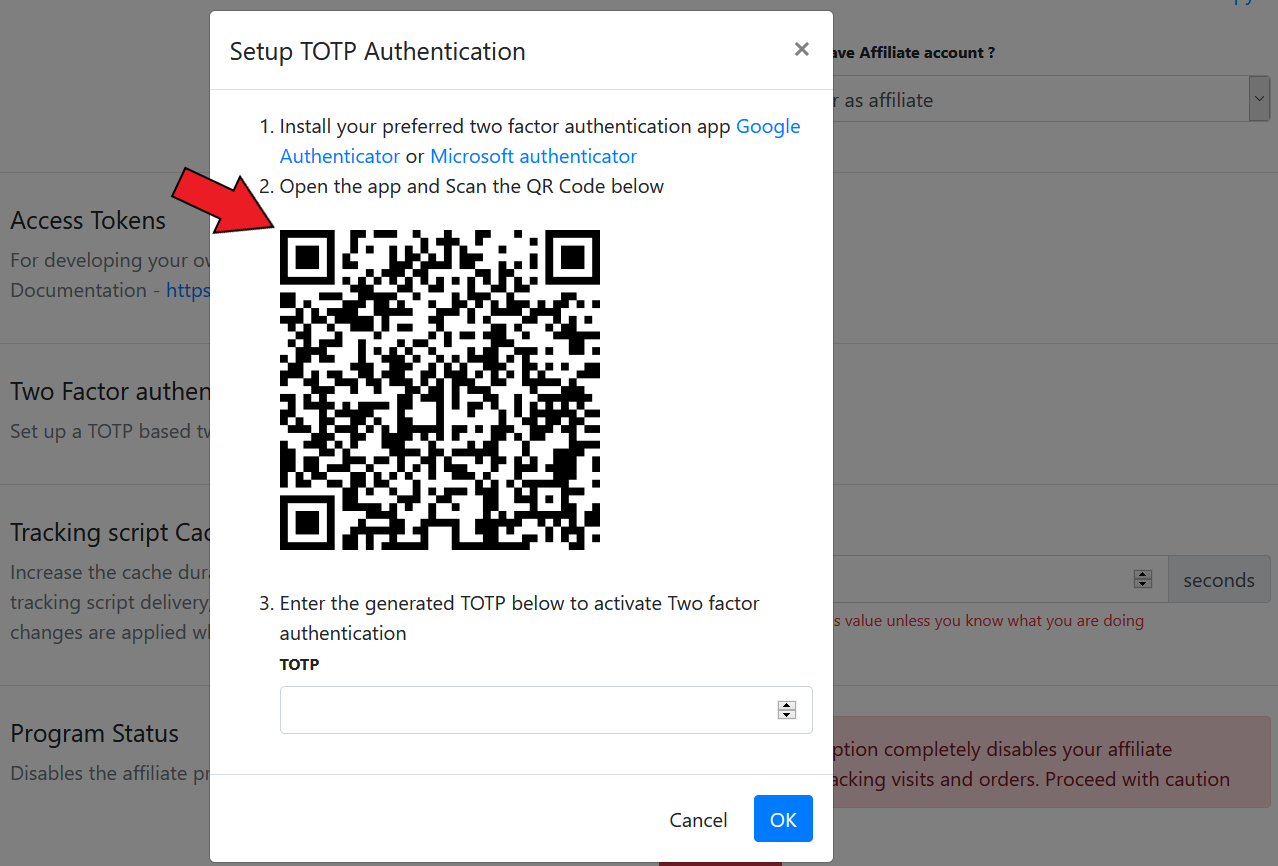 Setup TOTP Authentication
×
ave Affiliate account ?
as affiliate
1. Install your preferred two factor authentication app Google
Authenticator or Microsoft authenticator
2. Open the app and Scan the QR Code below
Access Tokens
For developing your ow
Documentation - https
Two Factor authen
Set up a TOTP based tw
Tracking script Cac
Increase the cache dura
tracking script delivery,
changes are applied wh
seconds
s value unless you know what you are doing
3. Enter the generated TOTP below to activate Two factor
authentication
TOTP
Program Status
Disables the affiliate pr
ption completely disables your affiliate
acking visits and orders. Proceed with caution
Cancel
OK